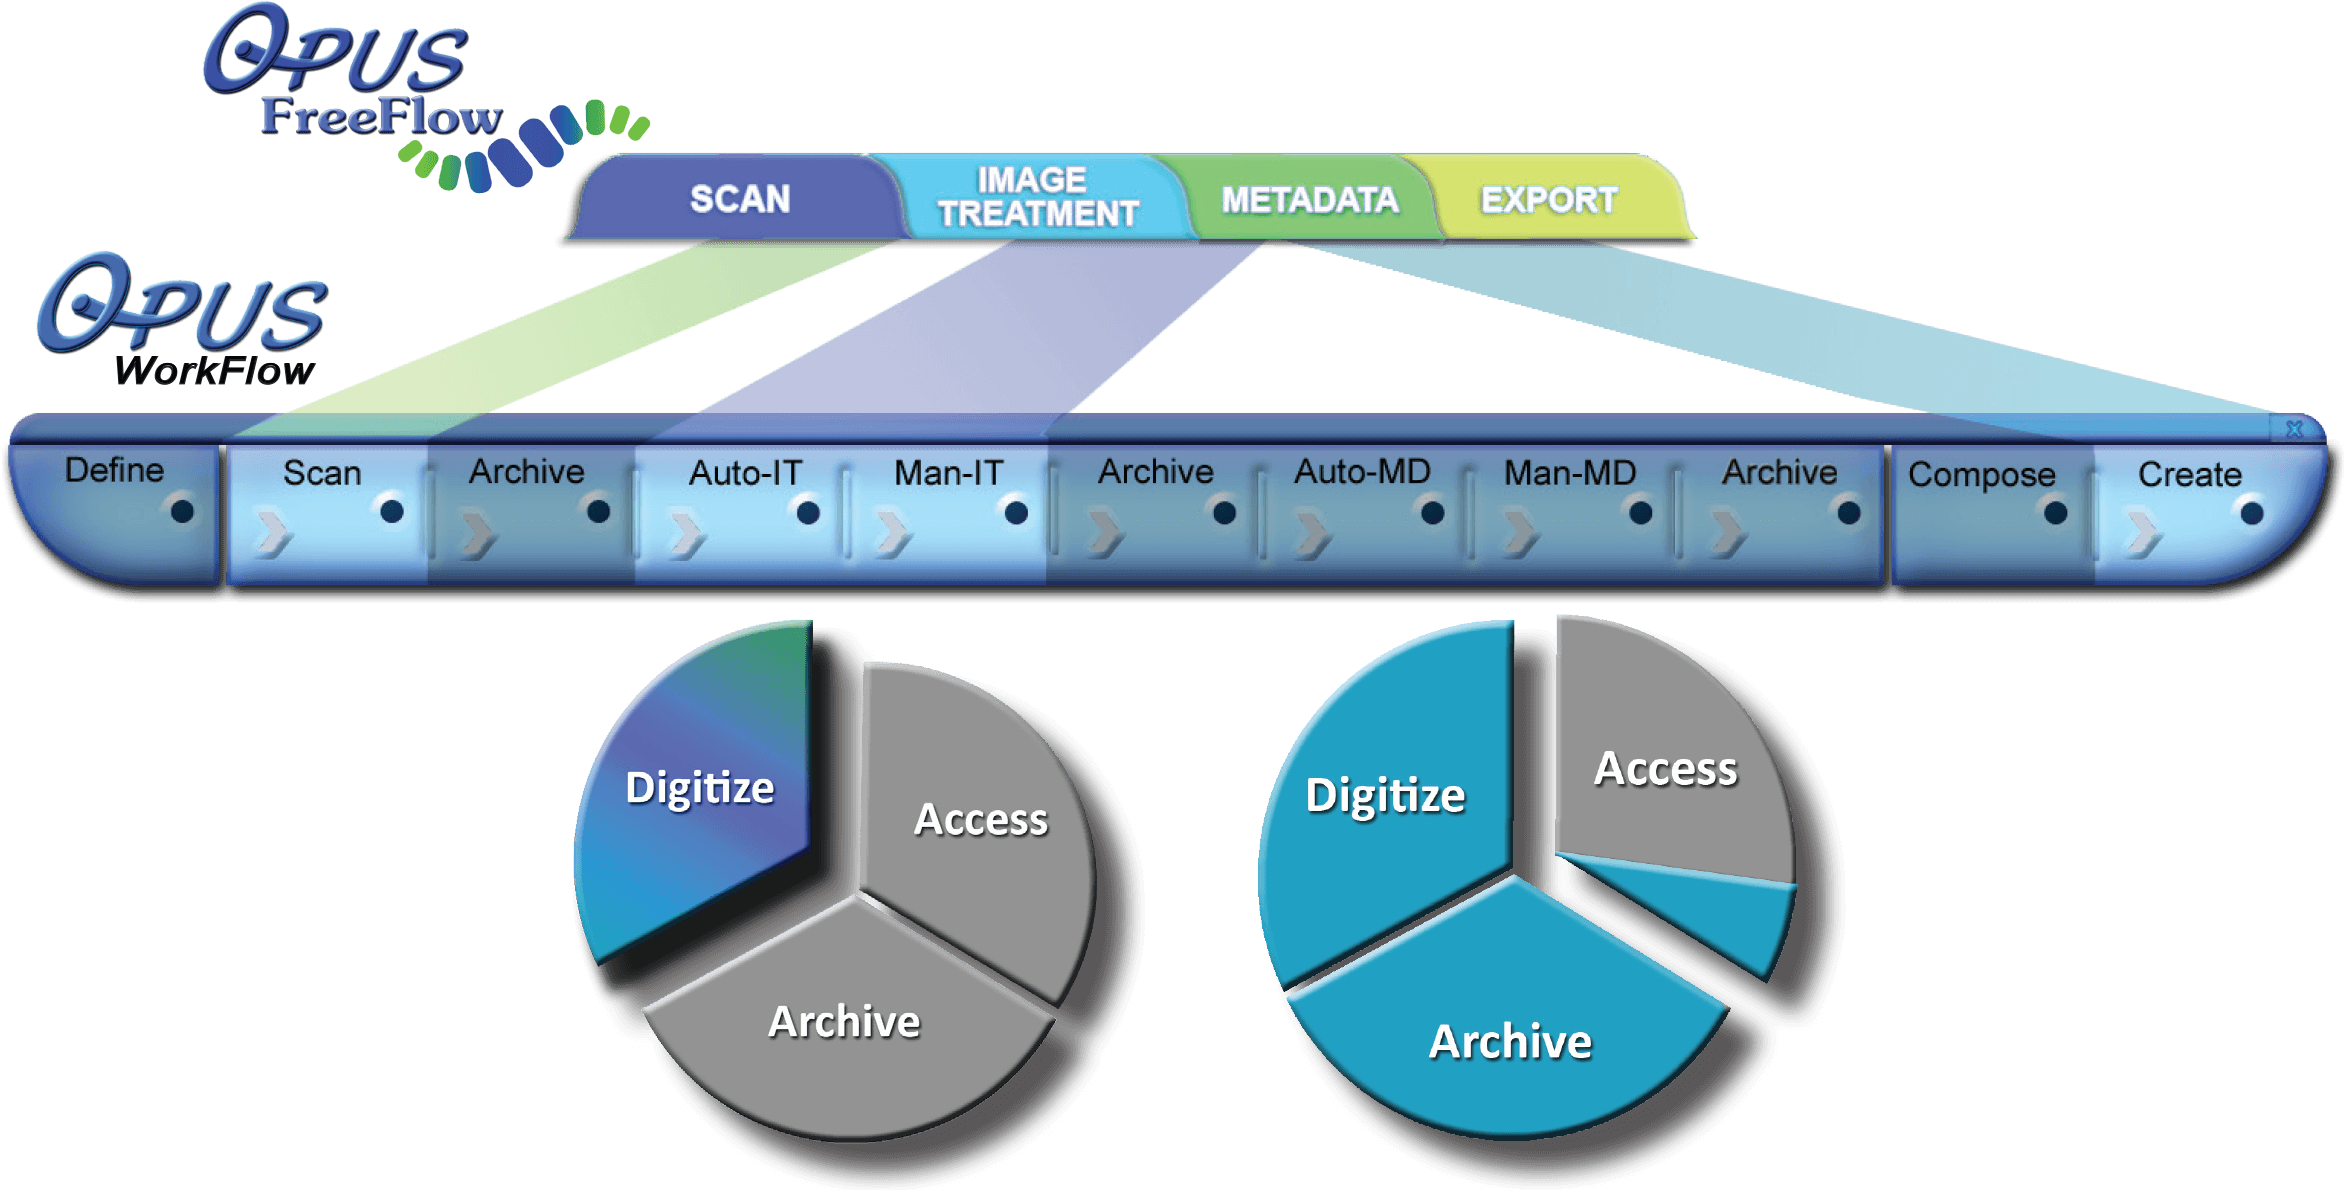 OPUS
FreeFlow
SCAN
IMAGE
TREATMENT
METADATA
EXPORT
OPUS
WorkFlow
x
Define
Scan
Archive
Auto-IT
Man-IT
Archive
Auto-MD
Man-MD
Archive
Compose
Create
Digitize
Access
Archive
Digitize
Access
Archive